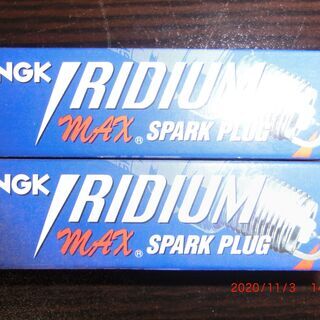 NGK IRIDIUM
MAX® SPARK PLUG
NGK IRIDIUM
MAX® SPARK PLUG
2020/11/3